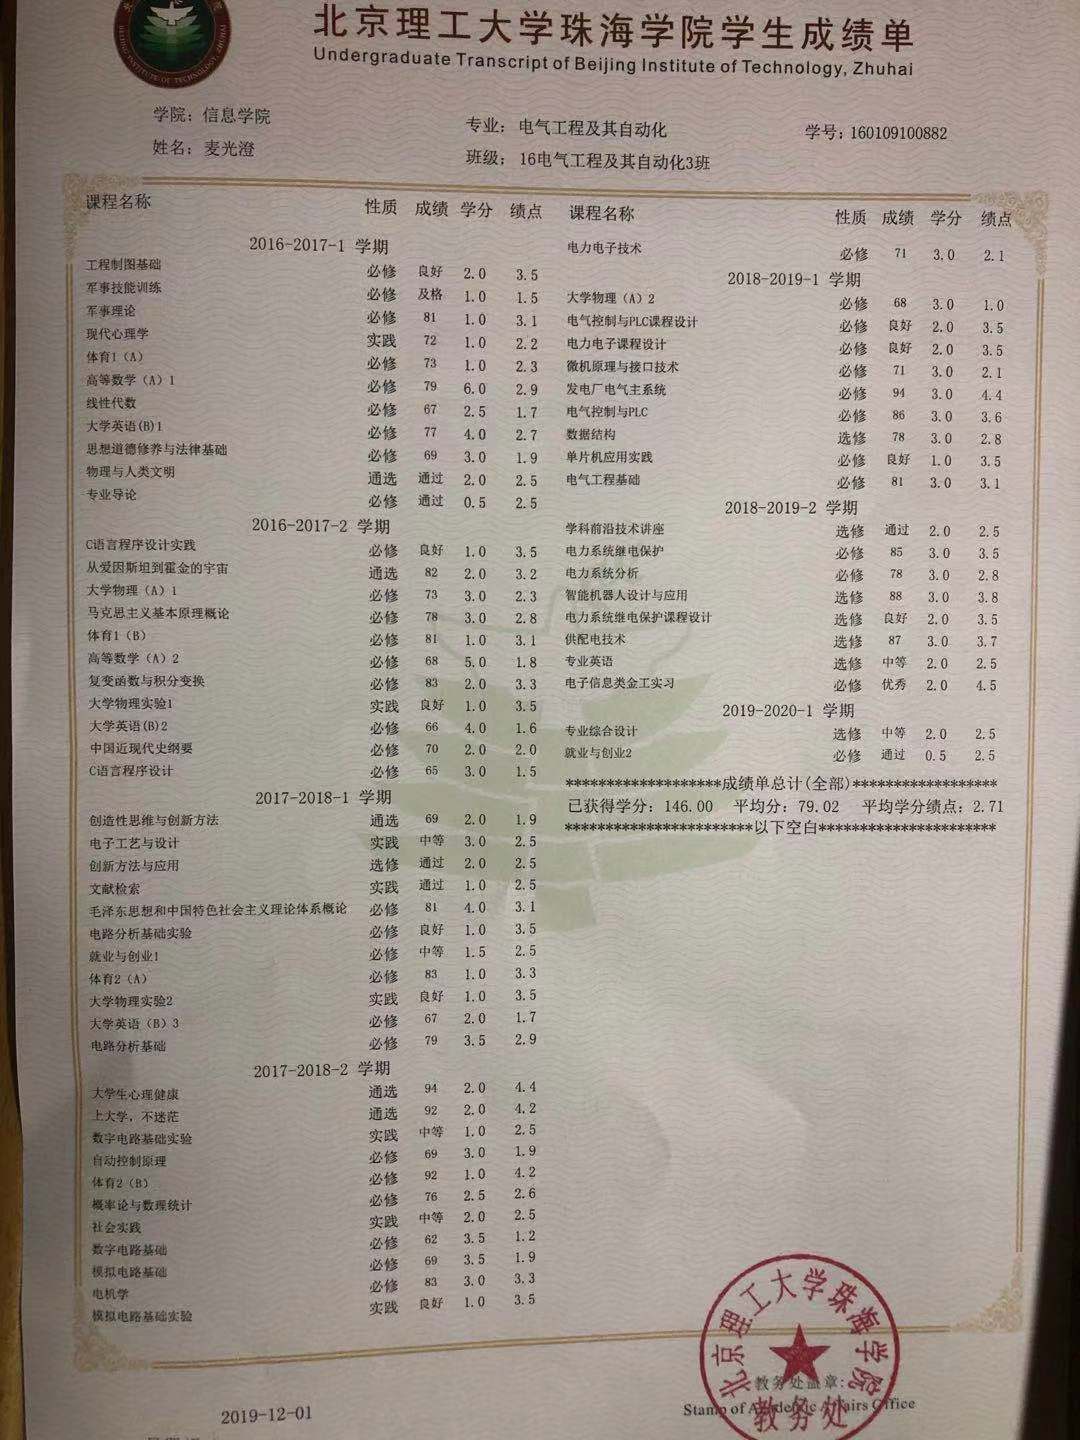 北京理工大学珠海学院学生成绩单
Undergraduate Transcript of Beijing Institute of Technology, Zhuhai
学院：信息学院 专业：电气工程及其自动化 学号：160109100882
姓名：麦光澄 班级：16电气工程及其自动化3班
课程名称 性质 成绩 学分 绩点
2016-2017-1 学期
工程制图基础 必修 良好 2.0 3.5
军事技能训练 必修 及格 1.0 1.5
军事理论 必修 81 1.0 3.1
现代心理学 实践 72 1.0 2.2
体育1（A） 必修 73 1.0 2.3
高等数学（A）1 必修 79 6.0 2.9
线性代数 必修 67 2.5 1.7
大学英语(B)1 必修 77 4.0 2.7
思想道德修养与法律基础 必修 69 3.0 1.9
物理与人类文明 通选 通过 2.0 2.5
专业导论 必修 通过 0.5 2.5
2016-2017-2 学期
C语言程序设计实践 必修 良好 1.0 3.5
从爱因斯坦到霍金的宇宙 通选 82 2.0 3.2
大学物理（A）1 必修 73 3.0 2.3
马克思主义基本原理概论 必修 78 3.0 2.8
体育1（B） 必修 81 1.0 3.1
高等数学（A）2 必修 68 5.0 1.8
复变函数与积分变换 必修 83 2.0 3.3
大学物理实验1 实践 良好 1.0 3.5
大学英语(B)2 必修 66 4.0 1.6
中国近现代史纲要 必修 70 2.0 2.0
C语言程序设计 必修 65 3.0 1.5
2017-2018-1 学期
创造性思维与创新方法 通选 69 2.0 1.9
电子工艺与设计 实践 中等 3.0 2.5
创新方法与应用 选修 通过 2.0 2.5
文献检索 实践 通过 1.0 2.5
毛泽东思想和中国特色社会主义理论体系概论 必修 81 4.0 3.1
电路分析基础实验 必修 良好 1.0 3.5
就业与创业1 必修 中等 1.5 2.5
体育2（A） 必修 83 1.0 3.3
大学物理实验2 实践 良好 1.0 3.5
大学英语（B）3 必修 67 2.0 1.7
电路分析基础 必修 79 3.5 2.9
2017-2018-2 学期
大学生心理健康 通选 94 2.0 4.4
上大学，不迷茫 通选 92 2.0 4.2
数字电路基础实验 实践 中等 1.0 2.5
自动控制原理 必修 69 3.0 1.9
体育2（B） 必修 92 1.0 4.2
概率论与数理统计 必修 76 2.5 2.6
社会实践 实践 中等 2.0 2.5
数字电路基础 必修 62 3.5 1.2
模拟电路基础 必修 69 3.5 1.9
电机学 必修 83 3.0 3.3
模拟电路基础实验 实践 良好 1.0 3.5
课程名称 性质 成绩 学分 绩点
电力电子技术 必修 71 3.0 2.1
2018-2019-1 学期
大学物理（A）2 必修 68 3.0 1.0
电气控制与PLC课程设计 必修 良好 2.0 3.5
电力电子课程设计 必修 良好 2.0 3.5
微机原理与接口技术 必修 71 3.0 2.1
发电厂电气主系统 必修 94 3.0 4.4
电气控制与PLC 必修 86 3.0 3.6
数据结构 选修 78 3.0 2.8
单片机应用实践 必修 良好 1.0 3.5
电气工程基础 必修 81 3.0 3.1
2018-2019-2 学期
学科前沿技术讲座 选修 通过 2.0 2.5
电力系统继电保护 必修 85 3.0 3.5
电力系统分析 必修 78 3.0 2.8
智能机器人设计与应用 选修 88 3.0 3.8
电力系统继电保护课程设计 选修 良好 2.0 3.5
供配电技术 选修 87 3.0 3.7
专业英语 选修 中等 2.0 2.5
电子信息类金工实习 必修 优秀 2.0 4.5
2019-2020-1 学期
专业综合设计 选修 中等 2.0 2.5
就业与创业2 必修 通过 0.5 2.5
*******************成绩单总计(全部)******************
已获得学分：146.00 平均分：79.02 平均学分绩点：2.71
***********************以下空白**********************
北京理工大学珠海学院
教务处盖章：
Stamp of Academic Affairs Office
教务处
2019-12-01